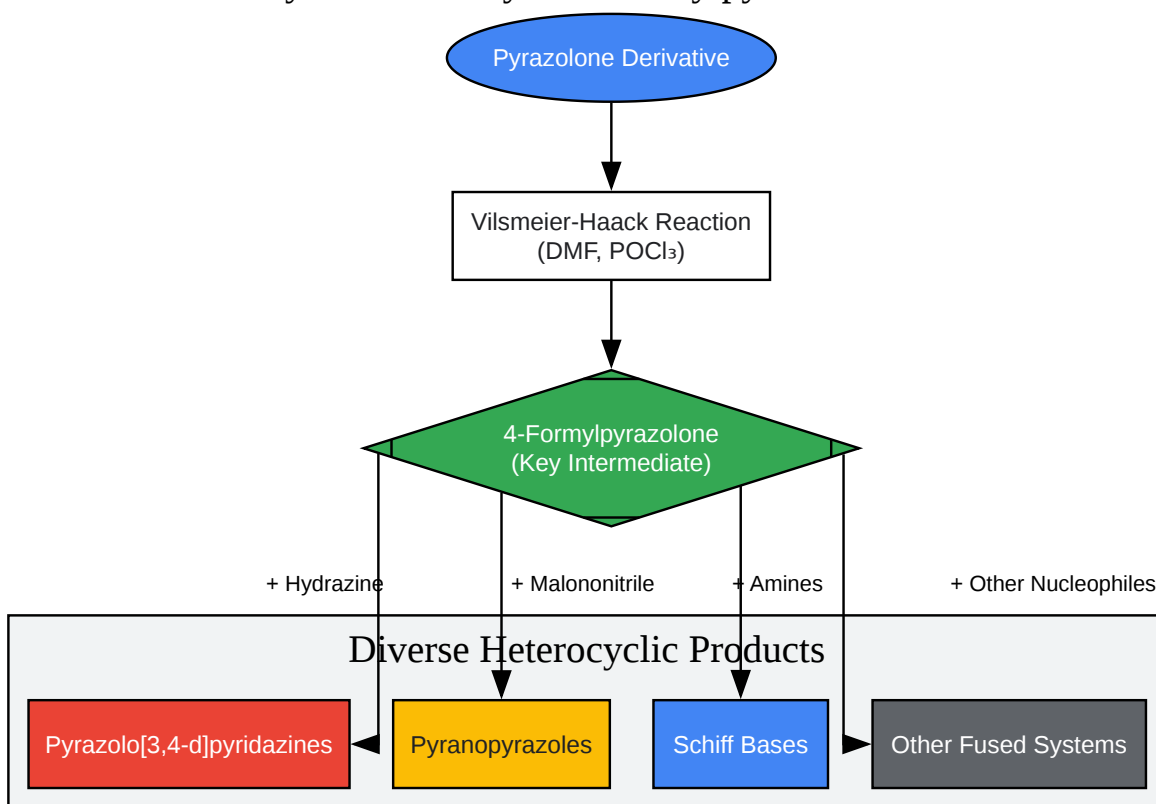 Pyrazolone Derivative
Vilsmeier-Haack Reaction
(DMF, POCl₃)
4-Formylpyrazolone
(Key Intermediate)
+ Hydrazine
+ Malononitrile
+ Amines
+ Other Nucleophiles
Diverse Heterocyclic Products
Pyrazolo[3,4-d]pyridazines
Pyranopyrazoles
Schiff Bases
Other Fused Systems